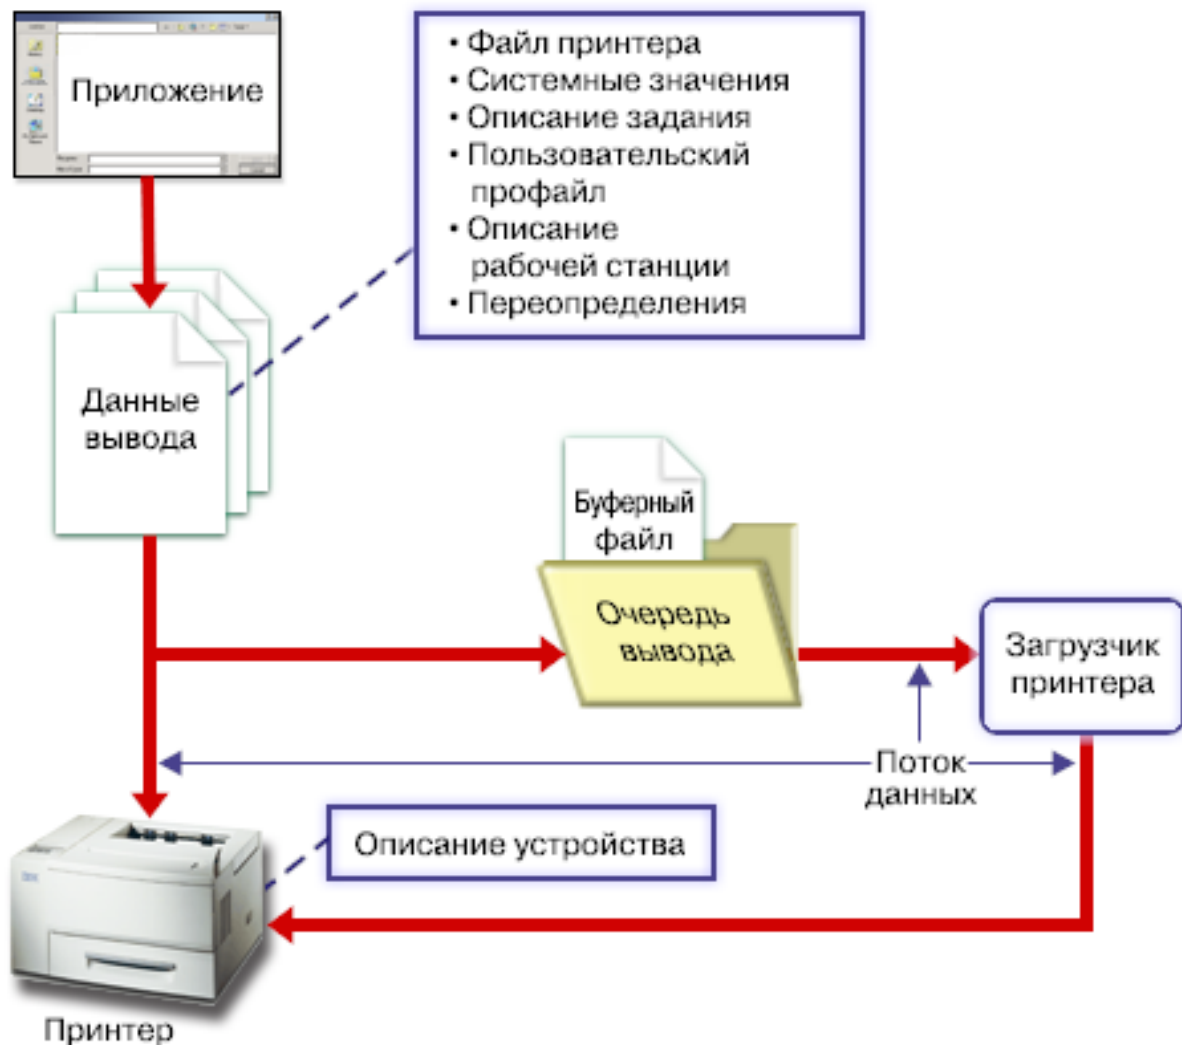 Приложение
• Файл принтера
• Системные значения
• Описание задания
• Пользовательский
профайл
• Описание
рабочей станции
• Переопределения
Данные
вывода
Буферный
файл
Очередь
вывода
Загрузчик
принтера
Поток
данных
Описание устройства
IBM
Принтер